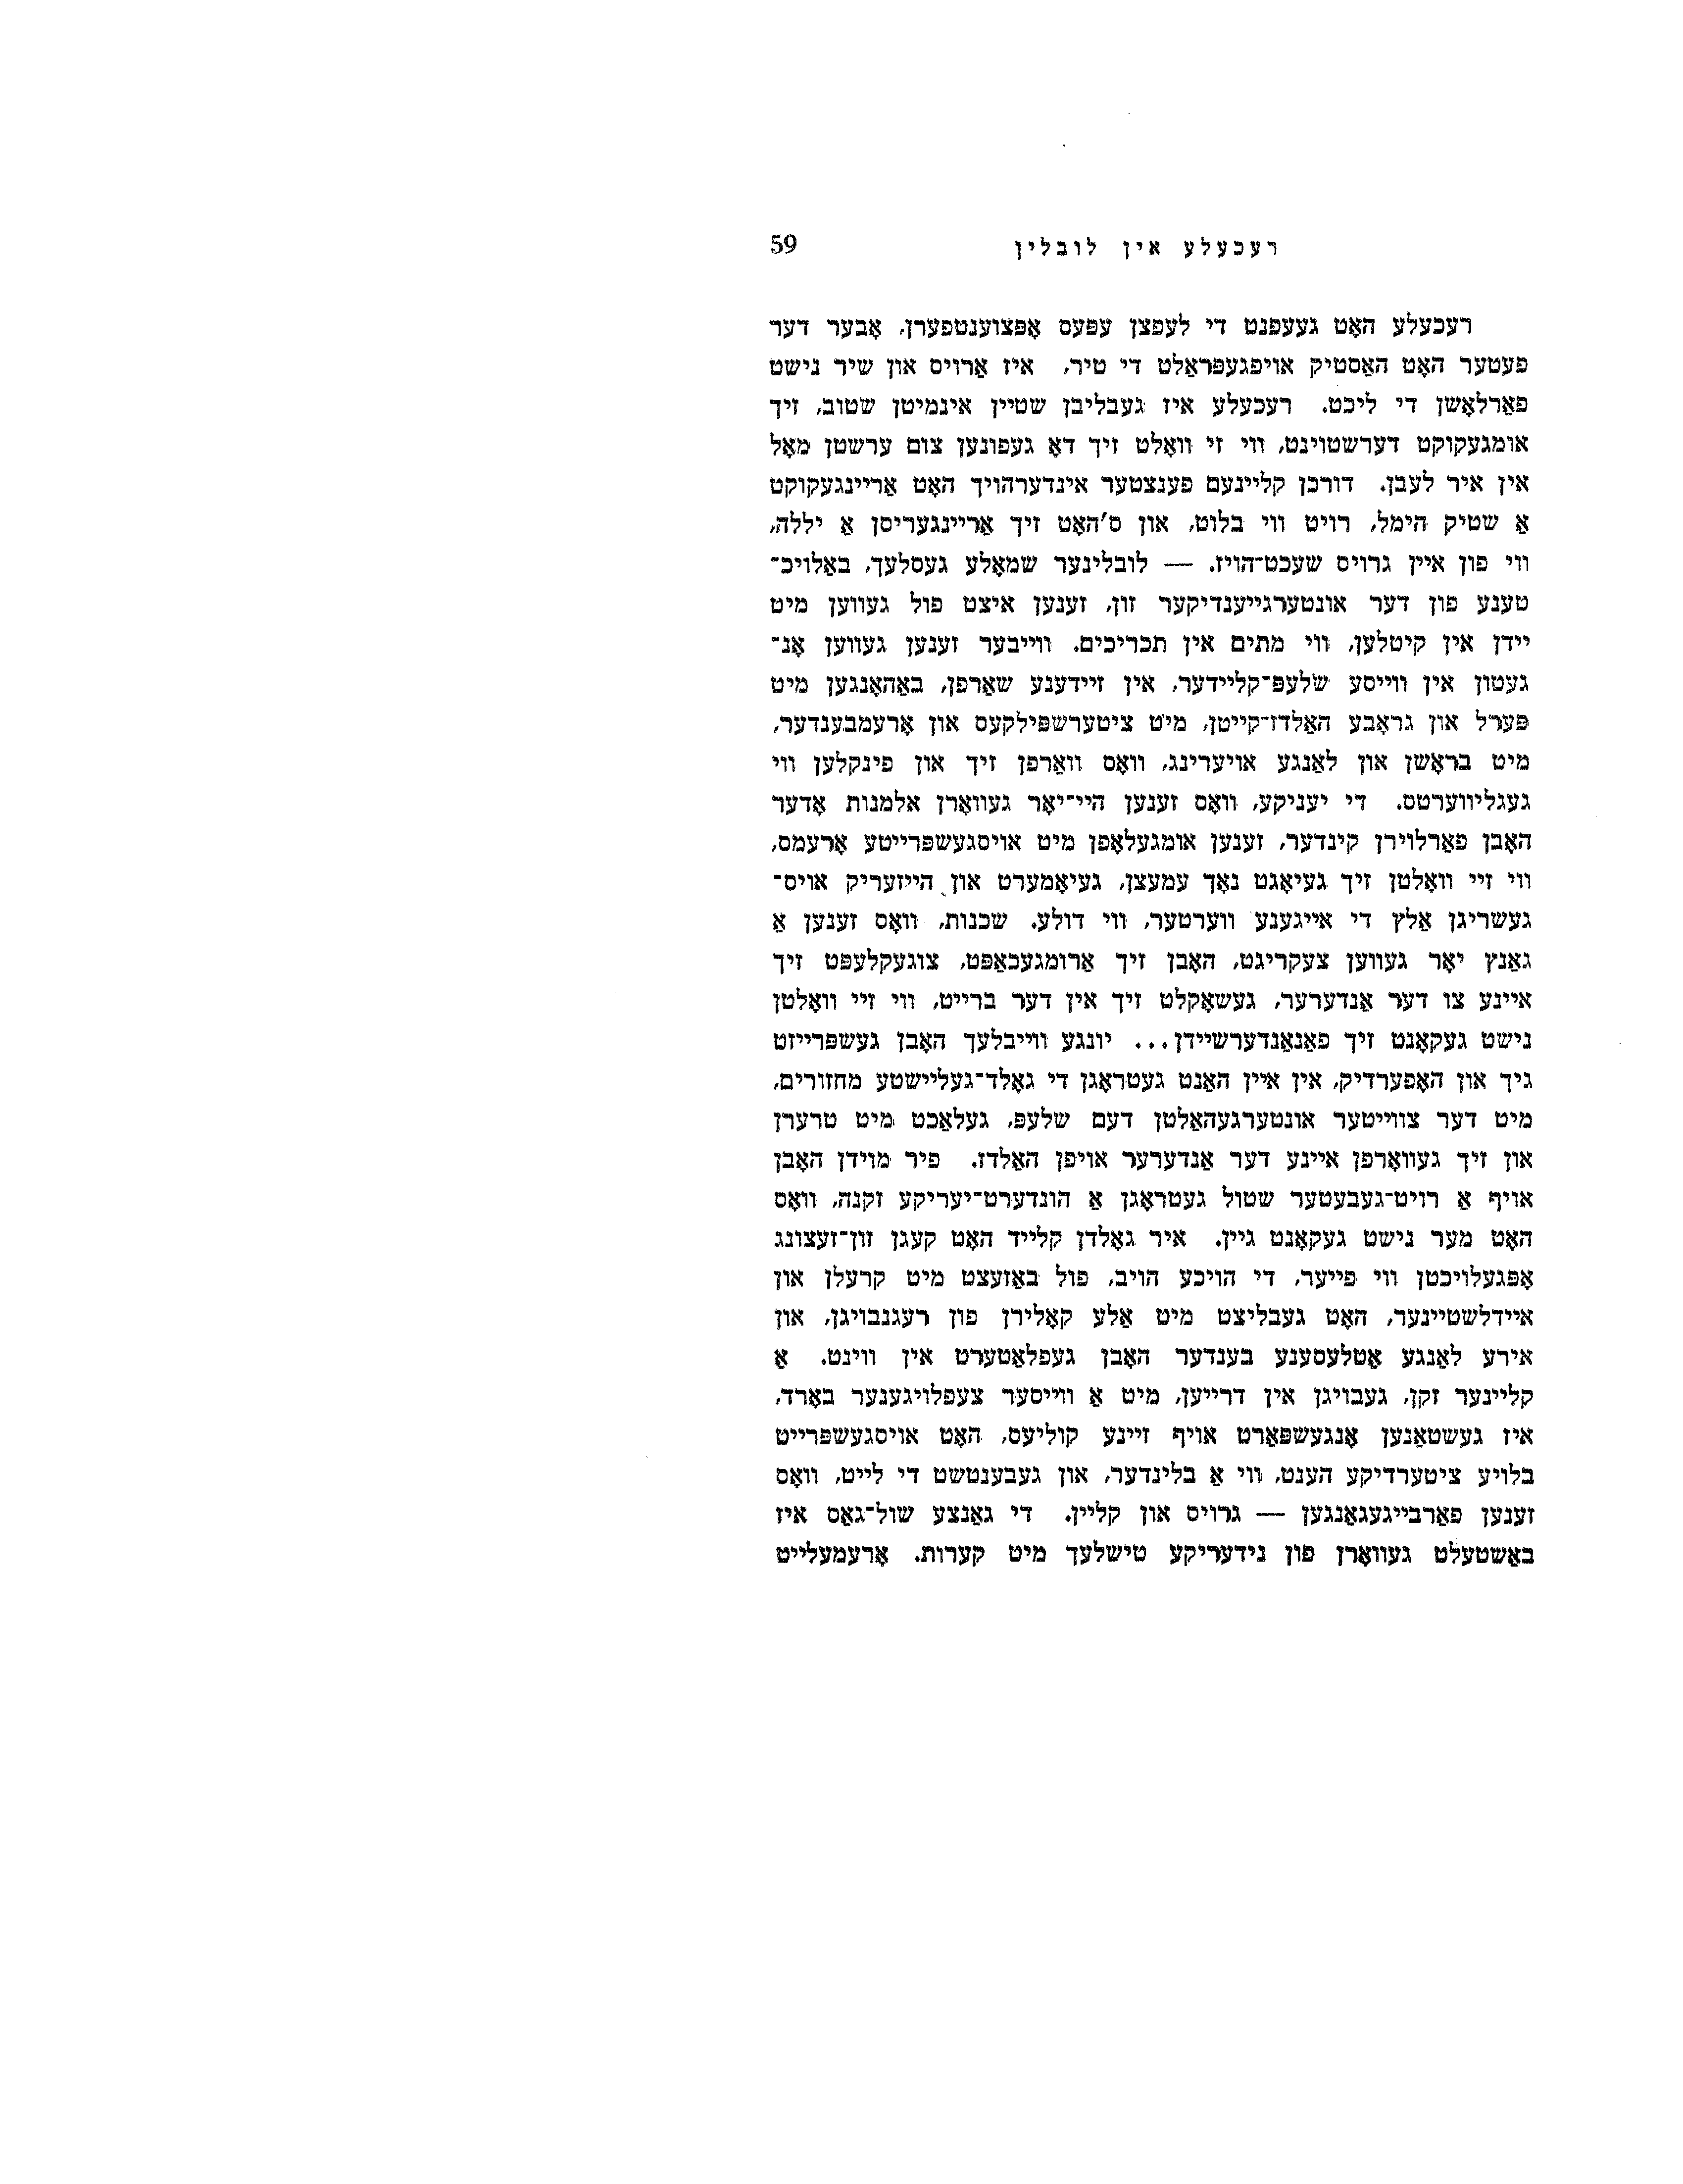 רעכעלע אין לובלין 59
רעכעלע האָט געעפנט די לעפצן עפּעס אָפּצוענטפערן, אָבער דער
פעטער האָט האַסטיק אויפגעפּראַלט די טיר, איז אַרויס און שיר נישט
פאַרלאָשן די ליכט. רעכעלע איז געבליבן שטיין אינמיטן שטוב, זיך
אומגעקוקט דערשטוינט, ווי זי וואָלט זיך דאָ געפונען צום ערשטן מאָל
אין איר לעבן. דורכן קליינעם פענצטער אינדערהויך האָט אַריינגעקוקט
אַ שטיק הימל, רויט ווי בלוט, און ס'האָט זיך אַריינגעריסן אַ יללה,
ווי פון איין גרויס שעכט־הויז. — לובלינער שמאָלע געסלעך, באַלויכ־
טענע פון דער אונטערגייענדיקער זון, זענען איצט פול געווען מיט
יידן אין קיטלען, ווי מתים אין תכריכים. ווייבער זענען געווען אָנ־
געטון אין ווייסע שלעפּ־קליידער, אין זיידענע שאַרפן, באַהאָנגען מיט
פּערל און גראָבע האַלדז־קייטן, מיט ציטערשפּילקעס און אָרעמבענדער,
מיט בראָשן און לאַנגע אויערינג, וואָס וואַרפן זיך און פינקלען ווי
געגליווערטס. די יעניקע, וואָס זענען היי־יאָר געוואָרן אלמנות אָדער
האָבן פאַרלוירן קינדער, זענען אומגעלאָפן מיט אויסגעשפּרייטע אָרעמס,
ווי זיי וואָלטן זיך געיאָגט נאָך עמעצן, געיאָמערט און הייזעריק אויס־
געשריגן אַלץ די אייגענע ווערטער, ווי דולע. שכנות, וואָס זענען אַ
גאַנץ יאָר געווען צעקריגט, האָבן זיך אַרומגעכאַפּט, צוגעקלעפּט זיך
איינע צו דער אַנדערער, געשאָקלט זיך אין דער ברייט, ווי זיי וואָלטן
נישט געקאָנט זיך פאַנאַנדערשיידן... יונגע ווייבלעך האָבן געשפּרייזט
גיך און האָפערדיק, אין איין האַנט געטראָגן די גאָלד־געליישטע מחזורים,
מיט דער צווייטער אונטערגעהאַלטן דעם שלעפּ, געלאַכט מיט טרערן
און זיך געוואָרפן איינע דער אַנדערער אויפן האַלדז. פיר מוידן האָבן
אויף אַ רויט־געבעטער שטול געטראָגן אַ הונדערט־יעריקע זקנה, וואָס
האָט מער נישט געקאָנט גיין. איר גאָלדן קלייד האָט קעגן זון־זעצונג
אָפּגעלויכטן ווי פייער, די הויכע הויב, פול באַזעצט מיט קרעלן און
איידלשטיינער, האָט געבליצט מיט אַלע קאָלירן פון רעגנבויגן, און
אירע לאַנגע אַטלעסענע בענדער האָבן געפלאַטערט אין ווינט. אַ
קליינער זקן, געבויגן אין דרייען, מיט אַ ווייסער צעפלויגענער באָרד,
איז געשטאַנען אָנגעשפּאַרט אויף זיינע קוליעס, האָט אויסגעשפּרייט
בלויע ציטערדיקע הענט, ווי אַ בלינדער, און געבענטשט די לייט, וואָס
זענען פאַרבייגעגאַנגען — גרויס און קליין. די גאַנצע שול־גאַס איז
באַשטעלט געוואָרן פון נידעריקע טישלעך מיט קערות. אָרעמעלייט